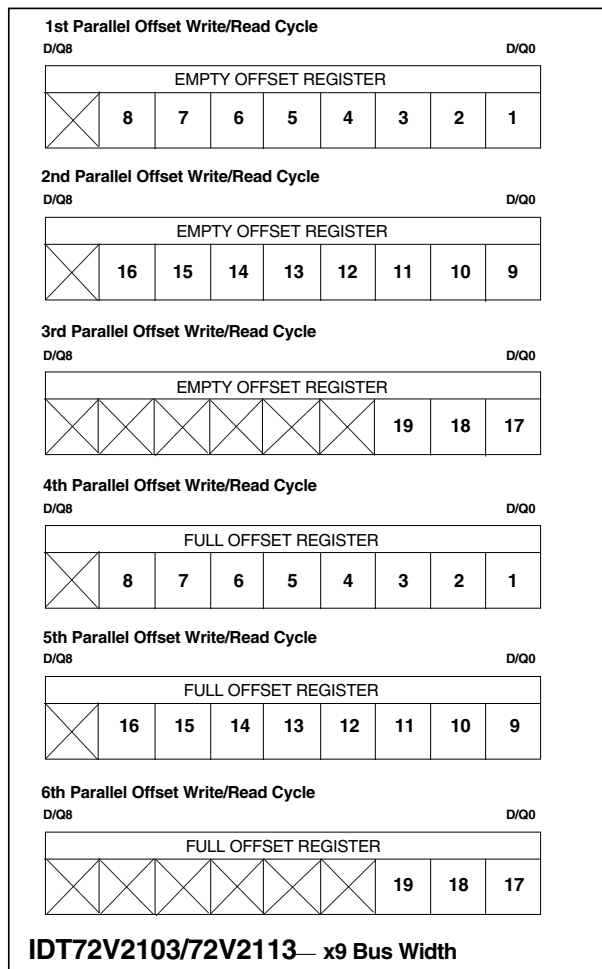 1st Parallel Offset Write/Read Cycle
D/Q8 D/Q0
EMPTY OFFSET REGISTER
8 7 6 5 4 3 2 1
2nd Parallel Offset Write/Read Cycle
D/Q8 D/Q0
EMPTY OFFSET REGISTER
16 15 14 13 12 11 10 9
3rd Parallel Offset Write/Read Cycle
D/Q8 D/Q0
EMPTY OFFSET REGISTER
19 18 17
4th Parallel Offset Write/Read Cycle
D/Q8 D/Q0
FULL OFFSET REGISTER
8 7 6 5 4 3 2 1
5th Parallel Offset Write/Read Cycle
D/Q8 D/Q0
FULL OFFSET REGISTER
16 15 14 13 12 11 10 9
6th Parallel Offset Write/Read Cycle
D/Q8 D/Q0
FULL OFFSET REGISTER
19 18 17
IDT72V2103/72V2113— x9 Bus Width